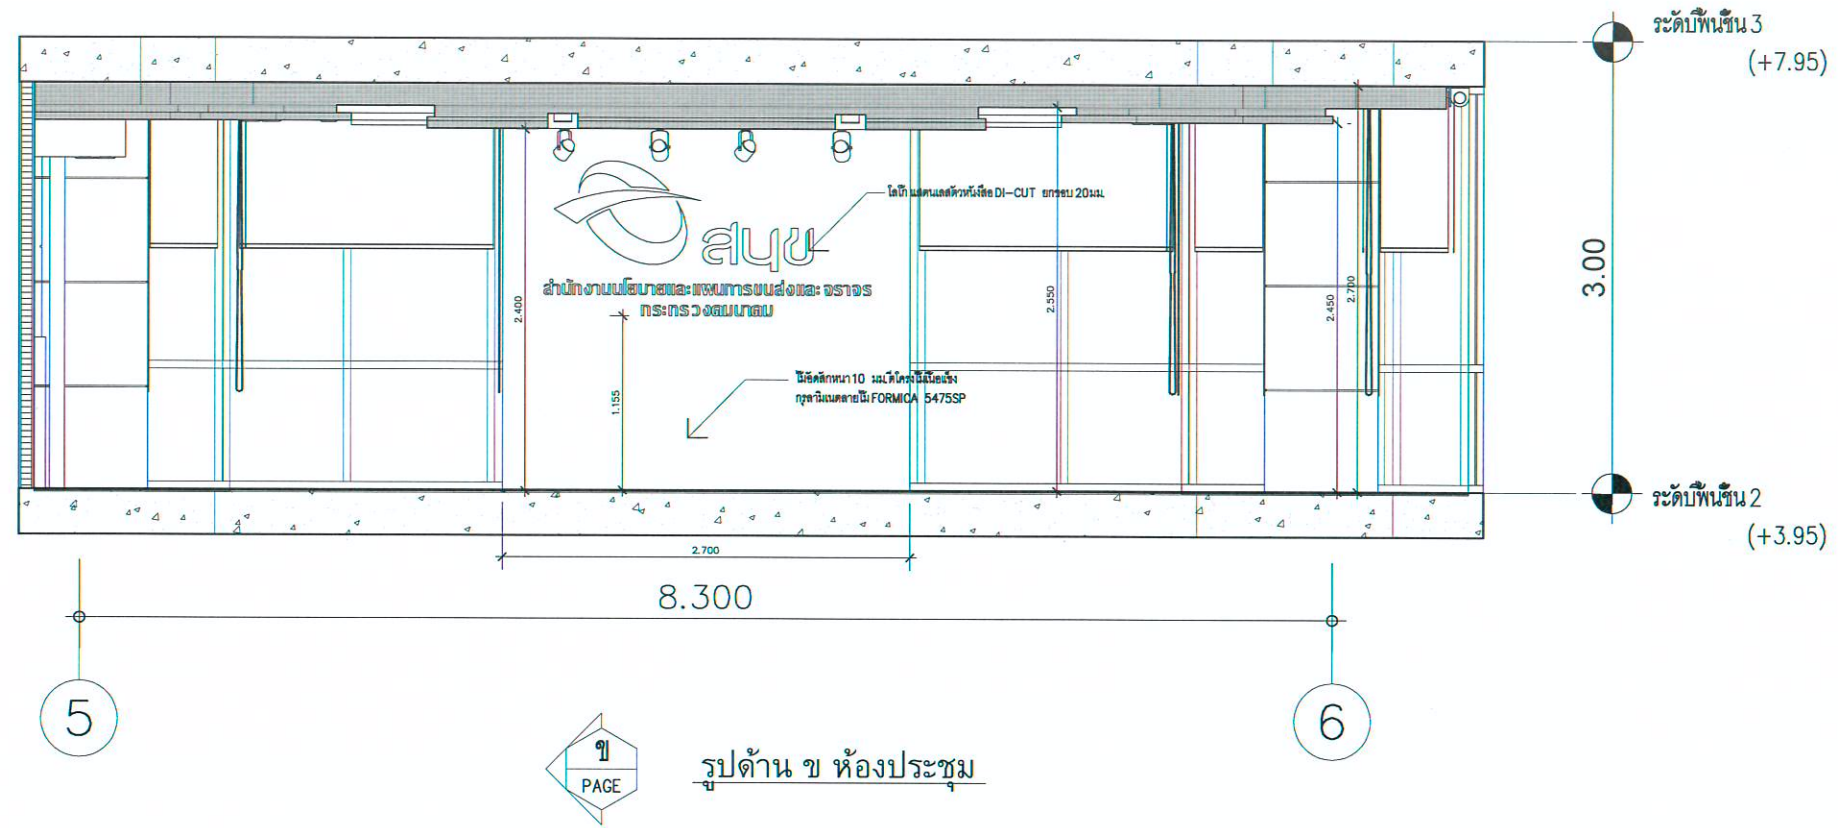 ระดับพื้นชั้น 3
(+7.95)
โลโก้ แสตนเลสตัวหนังสือ DI-CUT ยกรอบ 20 มม.
สนข
สำนักงานนโยบายและแผนการขนส่งและจราจร
กระทรวงคมนาคม
2.400
2.550
2.450
2.700
3.00
1.155
ไม้อัดสักหนา 10 มม.ตีโครงไม้เนื้อแข็ง
กรุลามิเนตลายไม้ FORMICA 5475SP
ระดับพื้นชั้น 2
(+3.95)
2.700
8.300
5
6
ข
PAGE
รูปด้าน ข ห้องประชุม